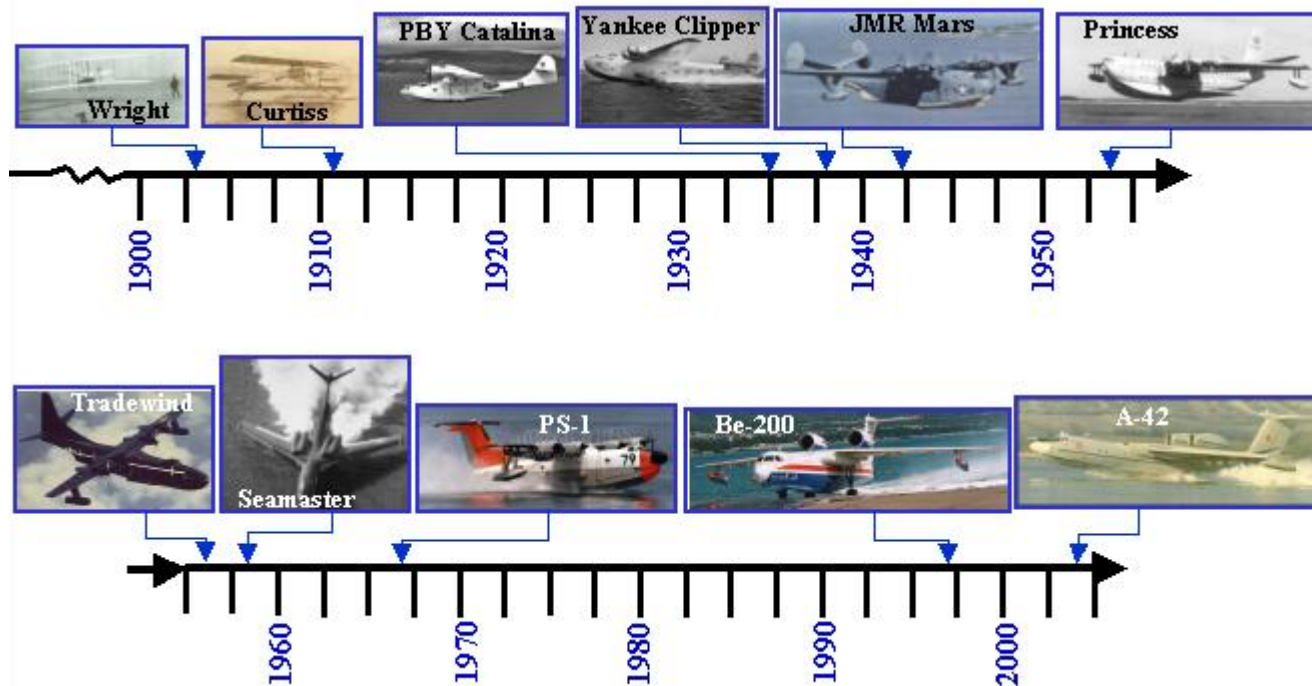 Wright
Curtiss
PBY Catalina
Yankee Clipper
JMR Mars
Princess
1900
1910
1920
1930
1940
1950
Tradewind
Seamaster
PS-1
79
Be-200
A-42
1960
1970
1980
1990
2000